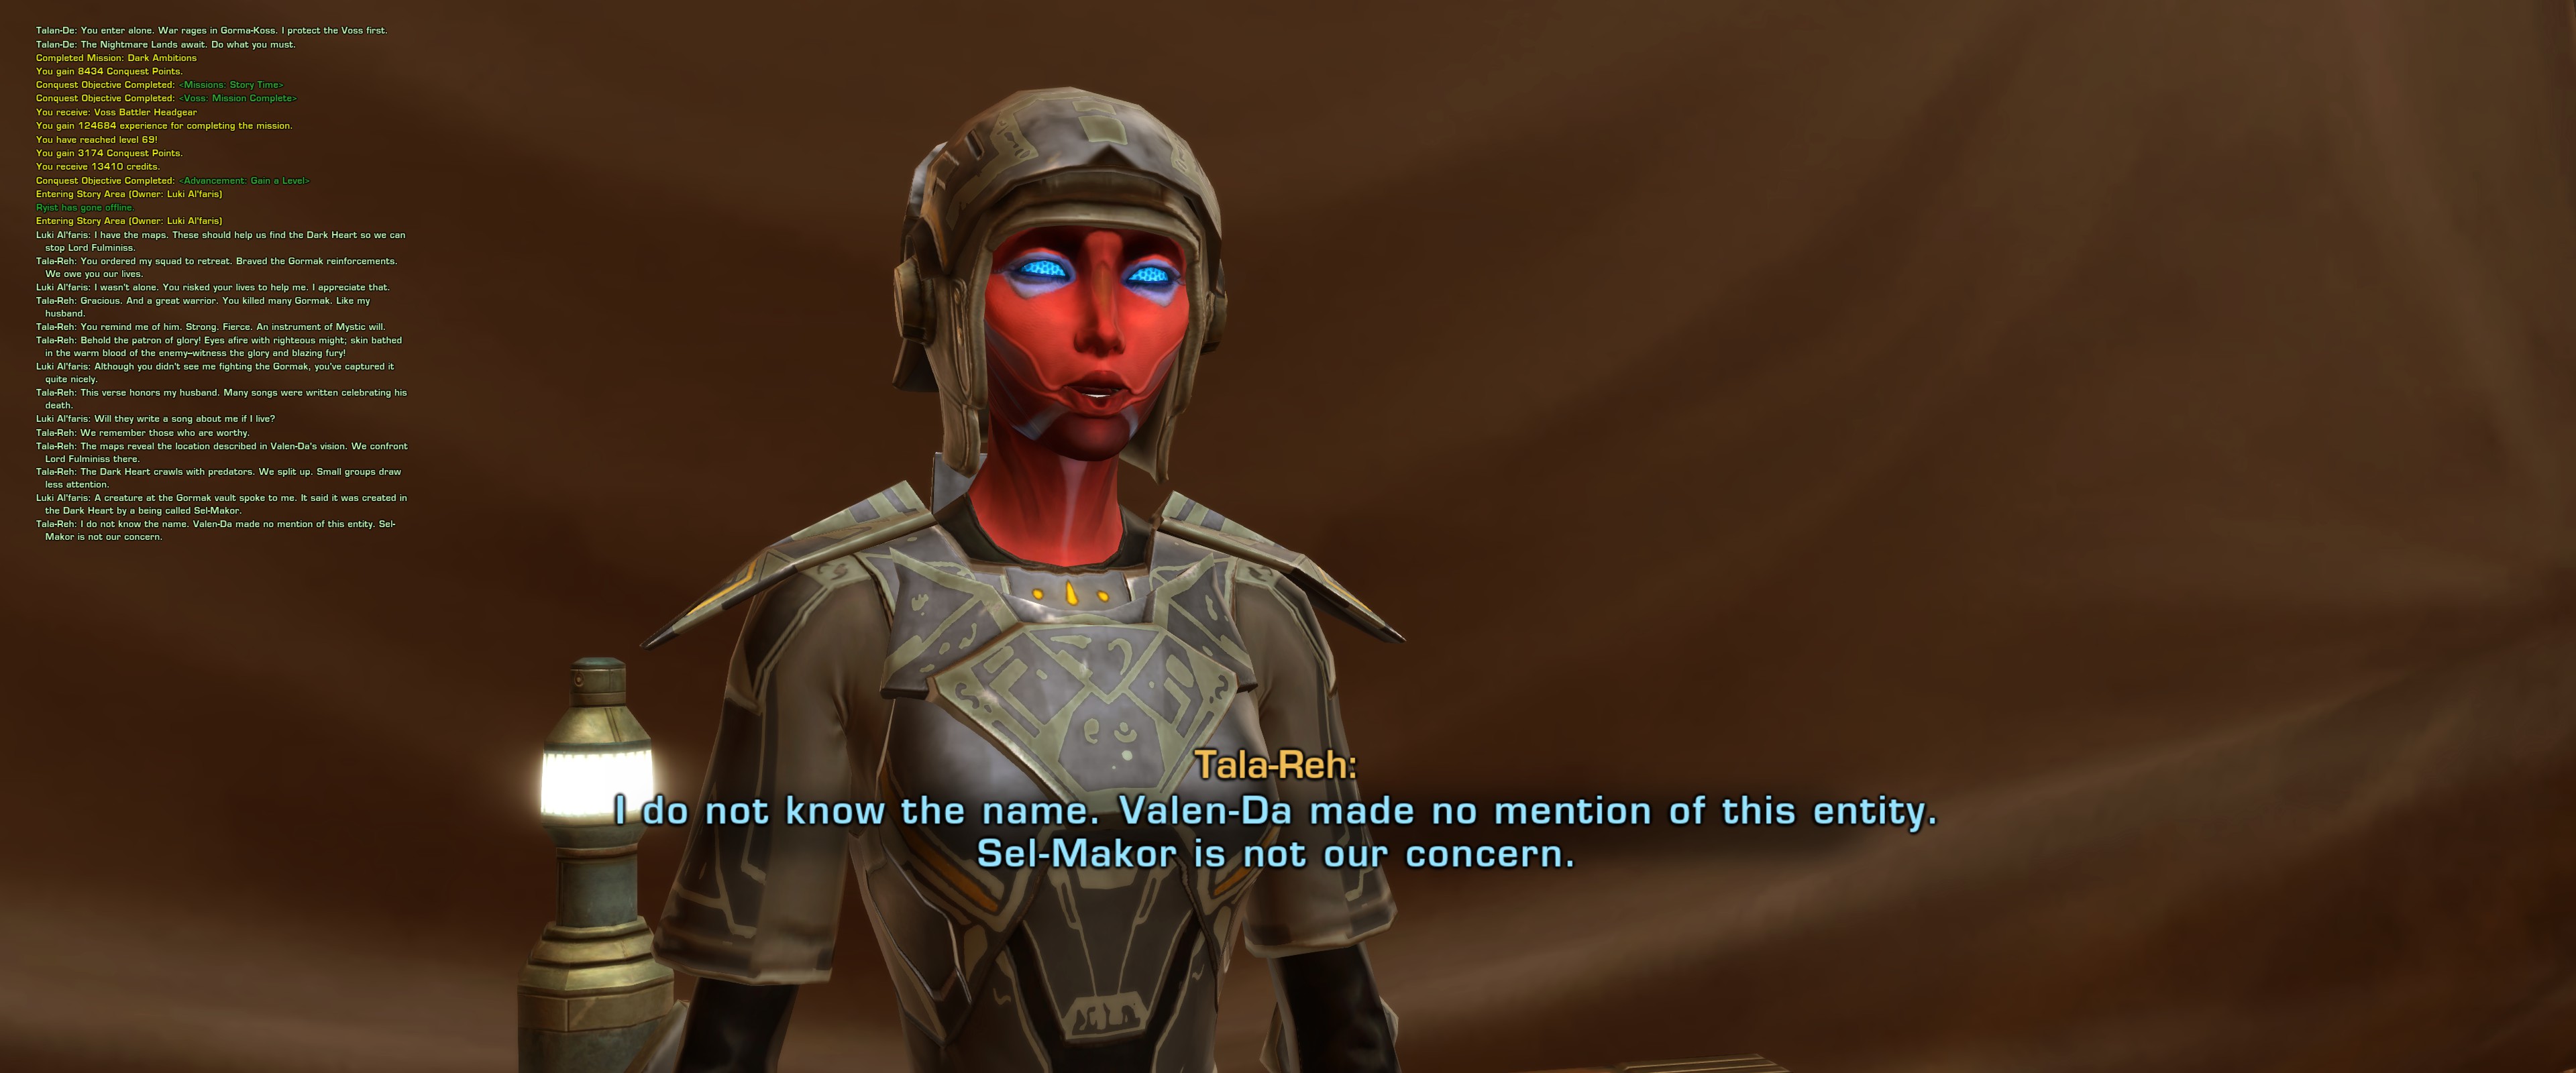 Talan-De: You enter alone. War rages in Gorma-Koss. I protect the Voss first.
Talan-De: The Nightmare Lands await. Do what you must.
Completed Mission: Dark Ambitions
You gain 8434 Conquest Points.
Conquest Objective Completed: <Missions: Story Time>
Conquest Objective Completed: <Voss: Mission Complete>
You receive: Voss Battler Headgear
You gain 124684 experience for completing the mission.
You have reached level 69!
You gain 3174 Conquest Points.
You receive 13410 credits.
Conquest Objective Completed: <Advancement: Gain a Level>
Entering Story Area (Owner: Luki Al'faris)
Ryist has gone offline.
Entering Story Area (Owner: Luki Al'faris)
Luki Al'faris: I have the maps. These should help us find the Dark Heart so we can
stop Lord Fulminiss.
Tala-Reh: You ordered my squad to retreat. Braved the Gormak reinforcements.
We owe you our lives.
Luki Al'faris: I wasn't alone. You risked your lives to help me. I appreciate that.
Tala-Reh: Gracious. And a great warrior. You killed many Gormak. Like my
husband.
Tala-Reh: You remind me of him. Strong. Fierce. An instrument of Mystic will.
Tala-Reh: Behold the patron of glory! Eyes afire with righteous might; skin bathed
in the warm blood of the enemy–witness the glory and blazing fury!
Luki Al'faris: Although you didn't see me fighting the Gormak, you've captured it
quite nicely.
Tala-Reh: This verse honors my husband. Many songs were written celebrating his
death.
Luki Al'faris: Will they write a song about me if I live?
Tala-Reh: We remember those who are worthy.
Tala-Reh: The maps reveal the location described in Valen-Da's vision. We confront
Lord Fulminiss there.
Tala-Reh: The Dark Heart crawls with predators. We split up. Small groups draw
less attention.
Luki Al'faris: A creature at the Gormak vault spoke to me. It said it was created in
the Dark Heart by a being called Sel-Makor.
Tala-Reh: I do not know the name. Valen-Da made no mention of this entity. Sel-
Makor is not our concern.
Tala-Reh:
I do not know the name. Valen-Da made no mention of this entity.
Sel-Makor is not our concern.